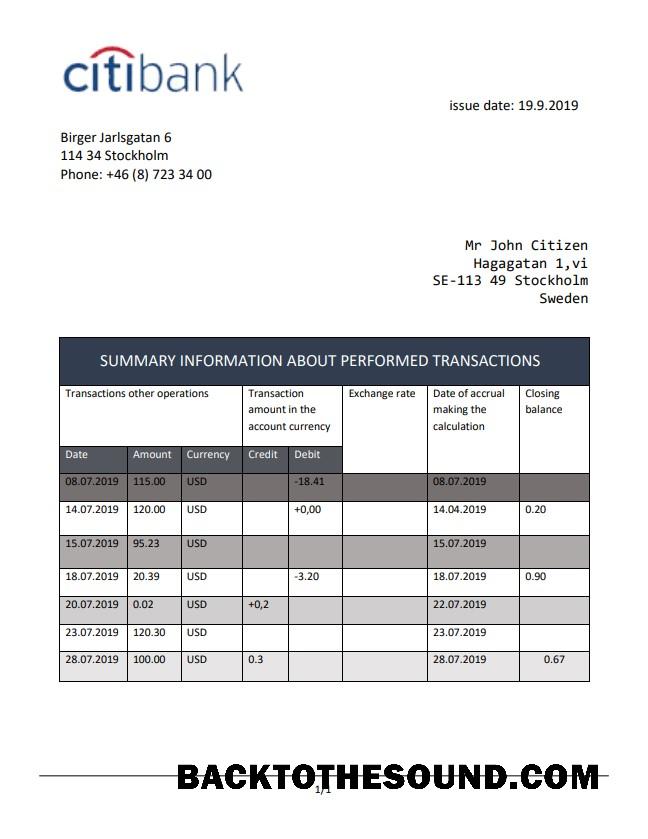 citibank
issue date: 19.9.2019
Birger Jarlsgatan 6
114 34 Stockholm
Phone: +46 (8) 723 34 00
Mr John Citizen
Hagagatan 1,vi
SE-113 49 Stockholm
Sweden
SUMMARY INFORMATION ABOUT PERFORMED TRANSACTIONS
Transactions other operations Transaction amount in the account currency Exchange rate Date of accrual making the calculation Closing balance
Date Amount Currency Credit Debit
08.07.2019 115.00 USD -18.41 08.07.2019
14.07.2019 120.00 USD +0,00 14.04.2019 0.20
15.07.2019 95.23 USD 15.07.2019
18.07.2019 20.39 USD -3.20 18.07.2019 0.90
20.07.2019 0.02 USD +0,2 22.07.2019
23.07.2019 120.30 USD 23.07.2019
28.07.2019 100.00 USD 0.3 28.07.2019 0.67
BACKTOTHESOUND.COM
1/1